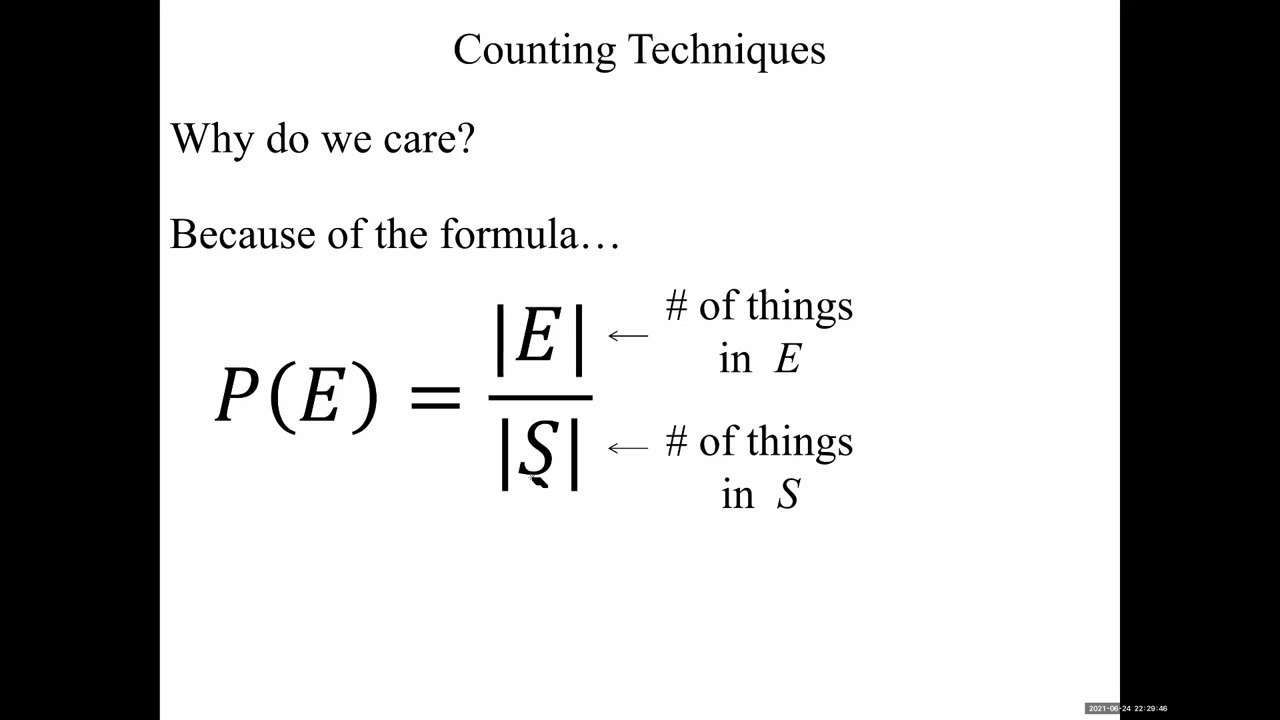 Counting Techniques
Why do we care?
Because of the formula…
P(E) = |E| / |S|
← # of things
in E
← # of things
in S
2021-06-24 22:29:46